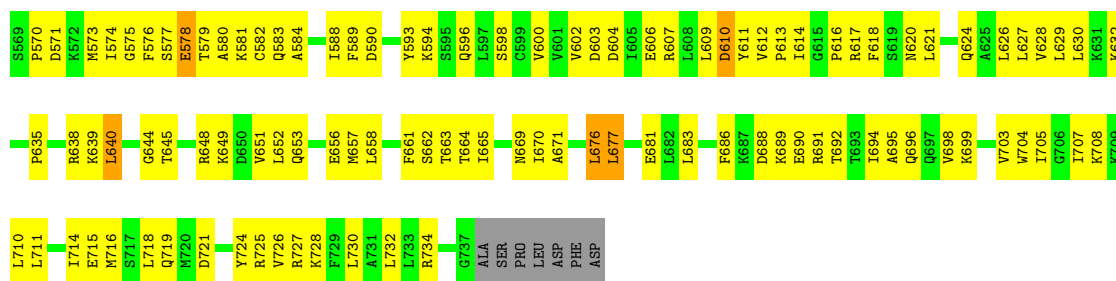 S569 P570 D571 K572 M573 I574 G575 F576 S577 E578 T579 A580 K581 C582 Q583 A584 I588 F589 D590 Y593 K594 S595 Q596 L597 S598 C599 V600 V601 V602 D603 D604 I605 E606 R607 L608 L609 D610 Y611 V612 P613 I614 G615 P616 R617 F618 S619 N620 L621 Q624 A625 L626 L627 V628 L629 L630 K631 K632
P635 R638 K639 L640 G644 T645 R648 K649 D650 V651 L652 Q653 E656 M657 L658 F661 S662 T663 T664 I665 N669 I670 A671 L676 L677 E681 L682 L683 F686 K687 D688 K689 E690 R691 T692 T693 I694 A695 Q696 Q697 V698 K699 V703 W704 I705 G706 I707 K708 K709
L710 L711 I714 E715 M716 S717 L718 Q719 M720 D721 Y724 R725 V726 R727 K728 F729 L730 A731 L732 L733 R734 G737 ALA SER PRO LEU ASP PHE ASP